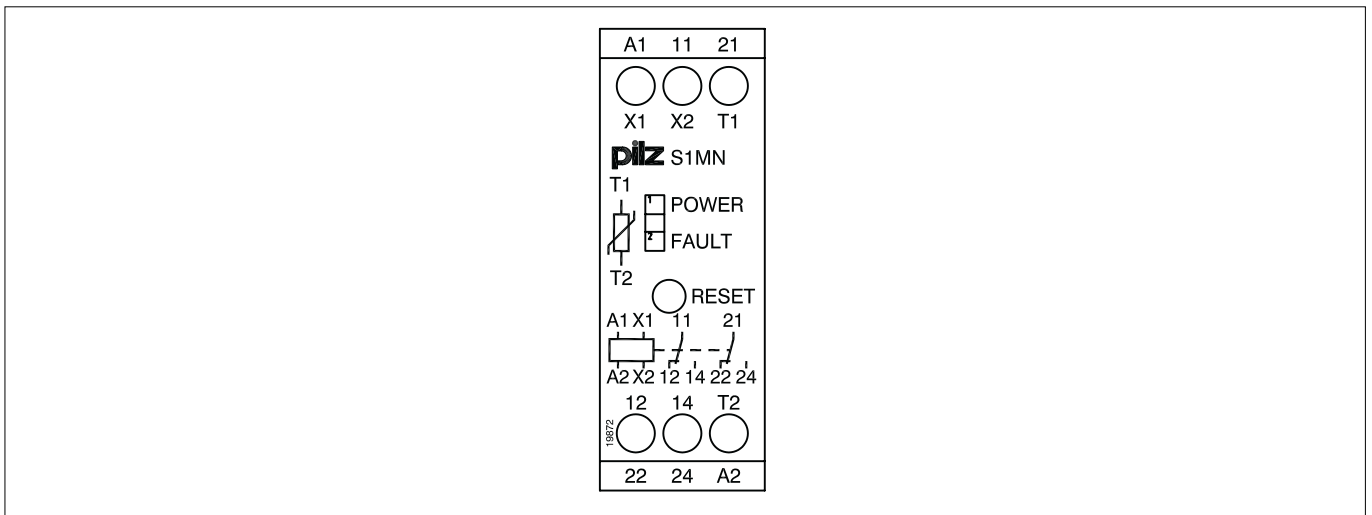 A1 11 21
X1 X2 T1
pilz S1MN
T1
1 POWER
2 FAULT
T2
RESET
A1 X1 11 21
A2 X2 12 14 22 24
12 14 T2
19872
22 24 A2